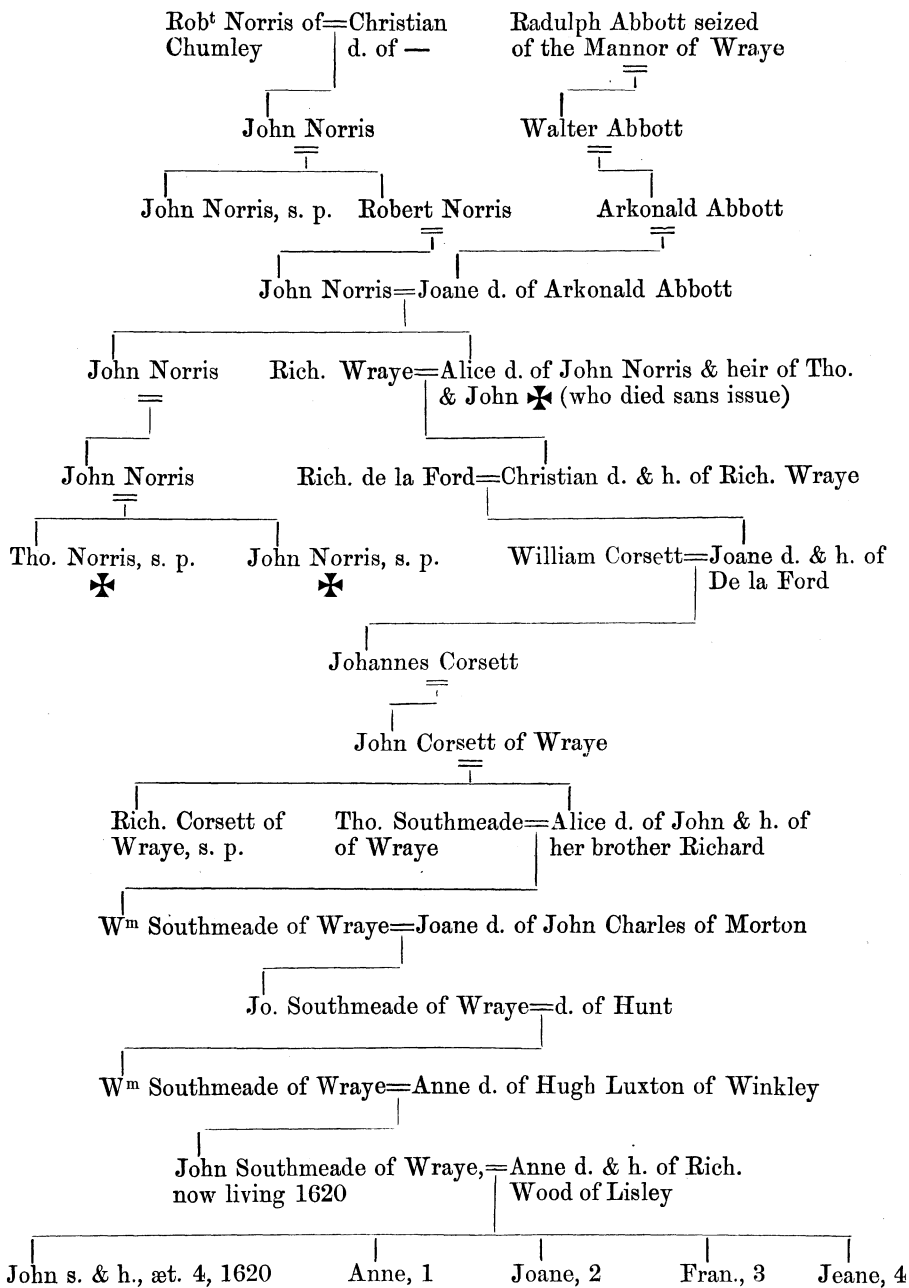 Robᵗ Norris of=Christian
Chumley d. of —
Radulph Abbott seized
of the Mannor of Wraye
John Norris
Walter Abbott
John Norris, s. p.
Robert Norris
Arkonald Abbott
John Norris=Joane d. of Arkonald Abbott
John Norris
Rich. Wraye=Alice d. of John Norris & heir of Tho.
& John ✠ (who died sans issue)
John Norris
Rich. de la Ford=Christian d. & h. of Rich. Wraye
Tho. Norris, s. p.
✠
John Norris, s. p.
✠
William Corsett=Joane d. & h. of
De la Ford
Johannes Corsett
John Corsett of Wraye
Rich. Corsett of
Wraye, s. p.
Tho. Southmeade=Alice d. of John & h. of
of Wraye her brother Richard
Wᵐ Southmeade of Wraye=Joane d. of John Charles of Morton
Jo. Southmeade of Wraye=d. of Hunt
Wᵐ Southmeade of Wraye=Anne d. of Hugh Luxton of Winkley
John Southmeade of Wraye,=Anne d. & h. of Rich.
now living 1620 Wood of Lisley
John s. & h., æt. 4, 1620
Anne, 1
Joane, 2
Fran., 3
Jeane, 4